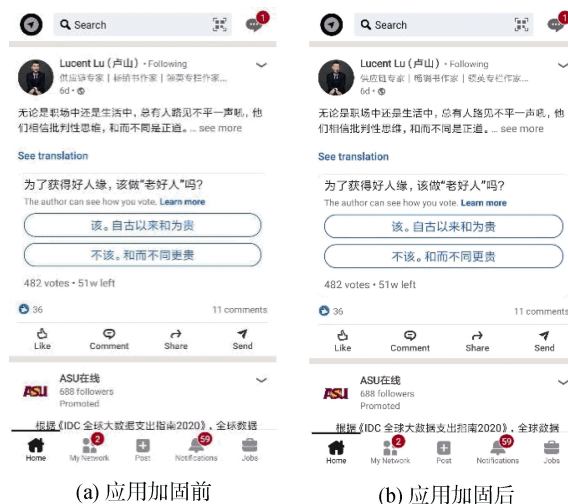 Search
1
Lucent Lu (卢山) • Following
供应链专家 | 畅销书作家 | 领英专栏作家...
6d •
无论是职场中还是生活中，总有人路见不平一声吼，他
们相信批判性思维，和而不同是正道。... see more
See translation
为了获得好人缘，该做“老好人”吗?
The author can see how you vote. Learn more
该。自古以来和为贵
不该。和而不同更贵
482 votes • 51w left
36
11 comments
Like
Comment
Share
Send
ASU
ASU在线
688 followers
Promoted
根据《IDC 全球大数据支出指南2020》，全球数据
2
59
Home
My Network
Post
Notifications
Jobs
(a) 应用加固前
Search
1
Lucent Lu (卢山) • Following
供应链专家 | 畅销书作家 | 领英专栏作家...
6d •
无论是职场中还是生活中，总有人路见不平一声吼，他
们相信批判性思维，和而不同是正道。... see more
See translation
为了获得好人缘，该做“老好人”吗?
The author can see how you vote. Learn more
该。自古以来和为贵
不该。和而不同更贵
482 votes • 51w left
36
11 comments
Like
Comment
Share
Send
ASU
ASU在线
688 followers
Promoted
根据《IDC 全球大数据支出指南2020》，全球数据
2
59
Home
My Network
Post
Notifications
Jobs
(b) 应用加固后